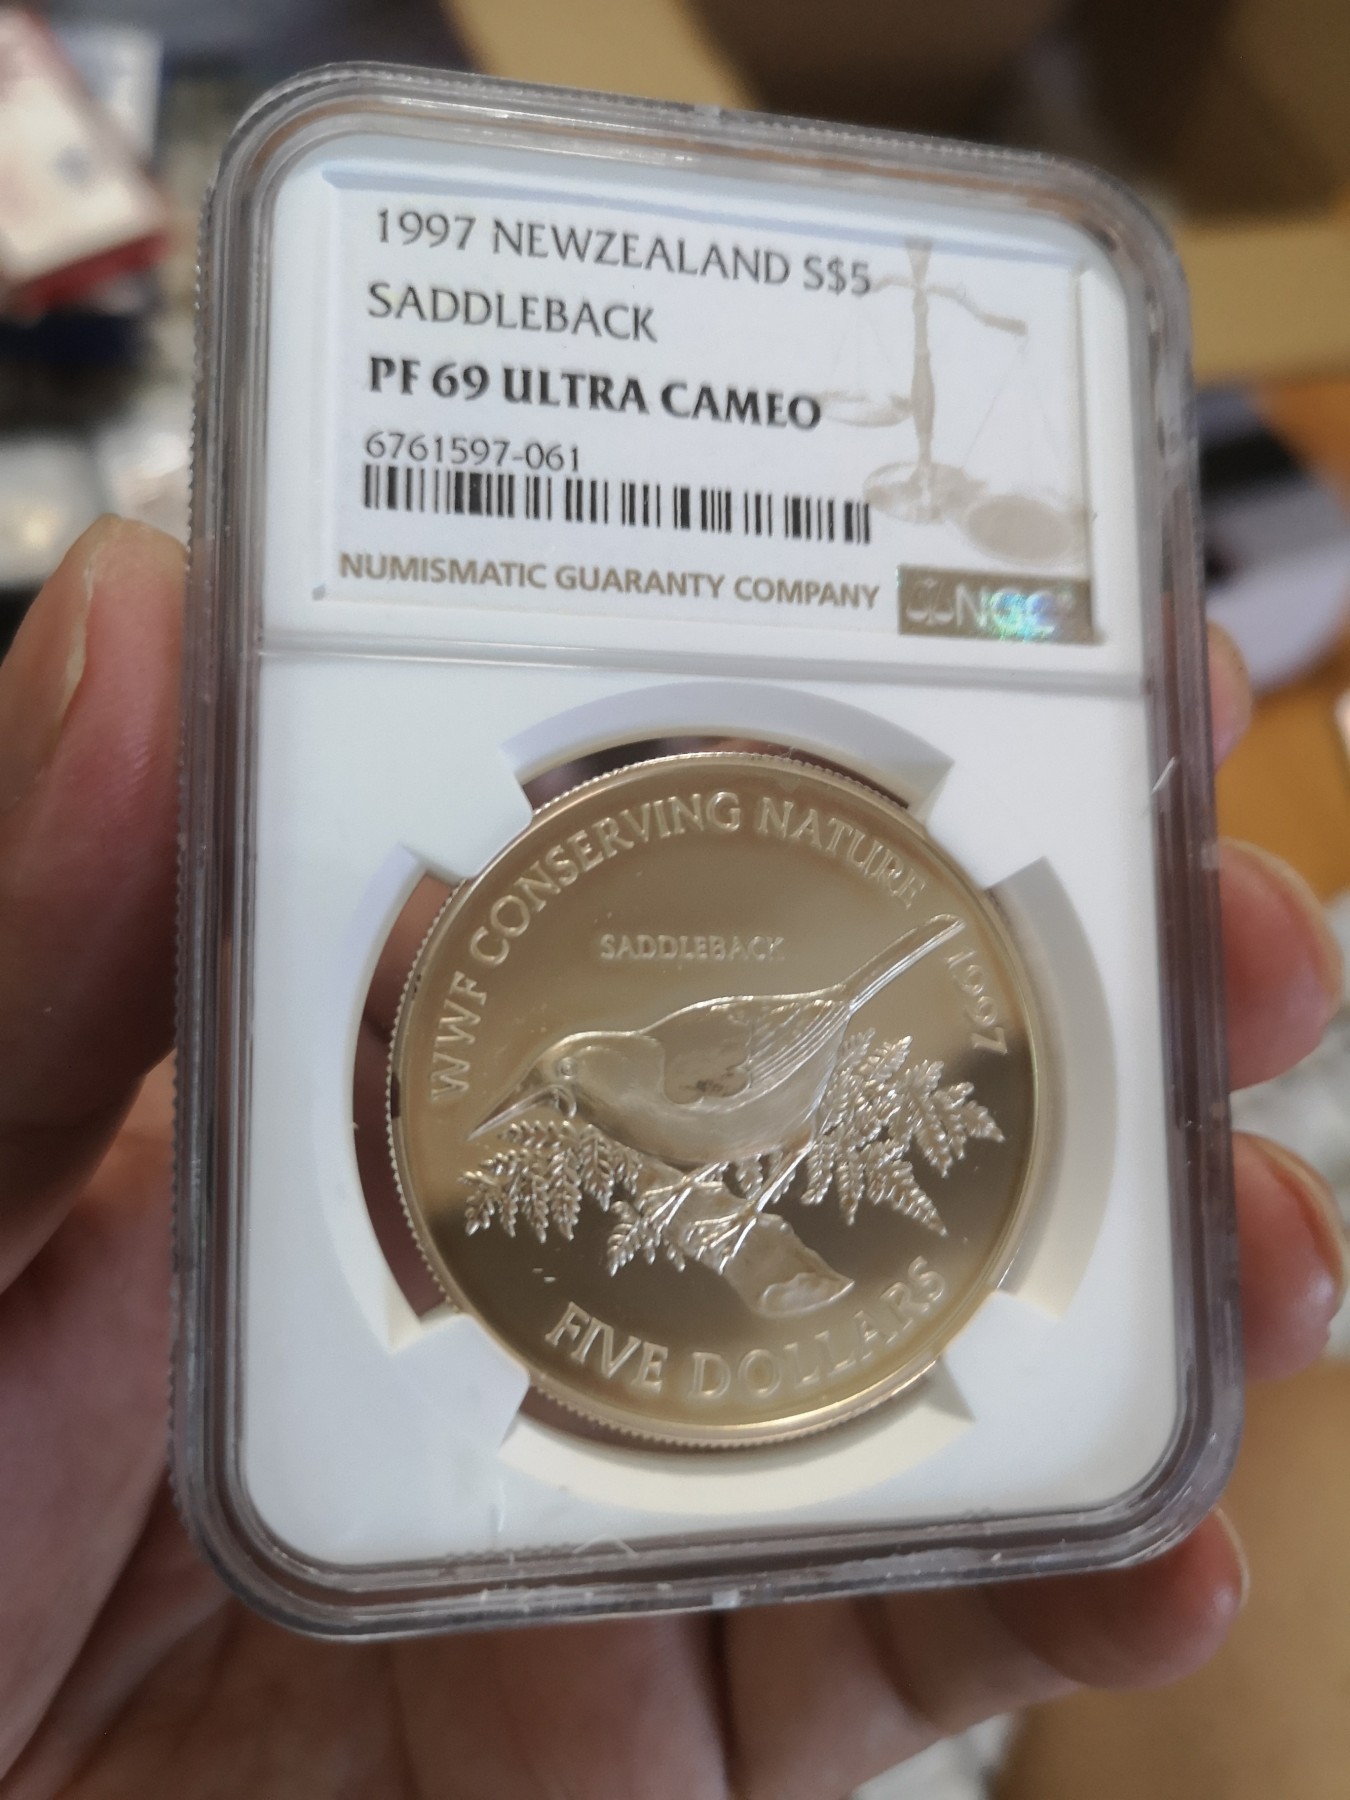 1997 NEWZEALAND S$5
SADDLEBACK
PF 69 ULTRA CAMEO
6761597-061
NUMISMATIC GUARANTY COMPANY
NGC
WWF CONSERVING NATURE 1997
SADDLEBACK
FIVE DOLLARS